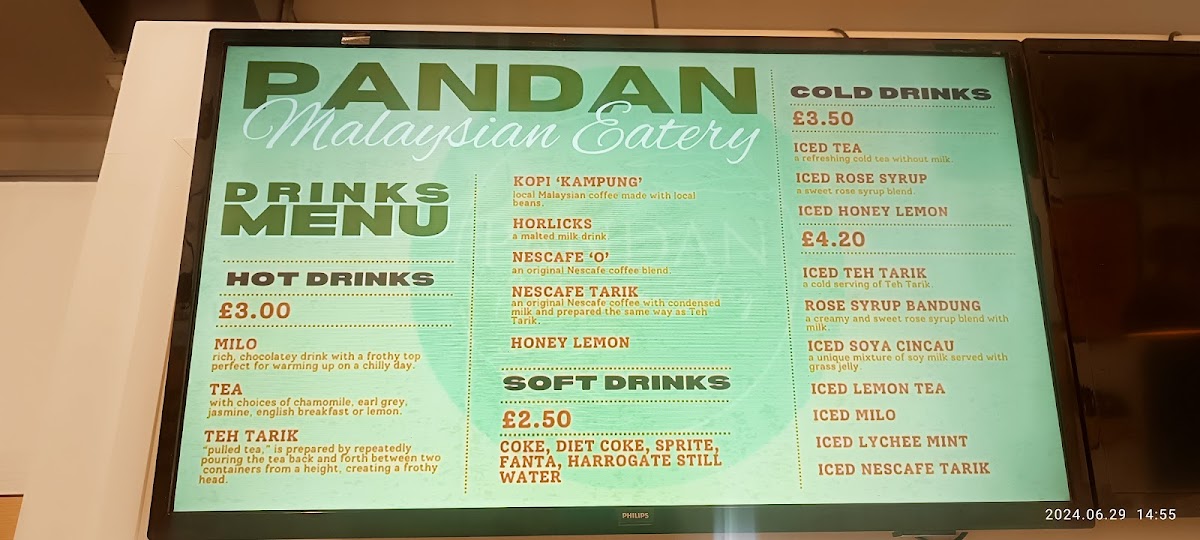 PANDAN
Malaysian Eatery
DRINKS
MENU
HOT DRINKS
£3.00
MILO
rich, chocolatey drink with a frothy top
perfect for warming up on a chilly day.
TEA
with choices of chamomile, earl grey,
jasmine, english breakfast or lemon.
TEH TARIK
"pulled tea," is prepared by repeatedly
pouring the tea back and forth between two
containers from a height, creating a frothy
head.
KOPI ‘KAMPUNG’
local Malaysian coffee made with local
beans.
HORLICKS
a malted milk drink.
NESCAFE ‘O’
an original Nescafe coffee blend.
NESCAFE TARIK
an original Nescafe coffee with condensed
milk and prepared the same way as Teh
Tarik.
HONEY LEMON
SOFT DRINKS
£2.50
COKE, DIET COKE, SPRITE,
FANTA, HARROGATE STILL
WATER
COLD DRINKS
£3.50
ICED TEA
a refreshing cold tea without milk.
ICED ROSE SYRUP
a sweet rose syrup blend.
ICED HONEY LEMON
£4.20
ICED TEH TARIK
a cold serving of Teh Tarik.
ROSE SYRUP BANDUNG
a creamy and sweet rose syrup blend with
milk.
ICED SOYA CINCAU
a unique mixture of soy milk served with
grass jelly.
ICED LEMON TEA
ICED MILO
ICED LYCHEE MINT
ICED NESCAFE TARIK
PHILIPS
2024.06.29 14:55